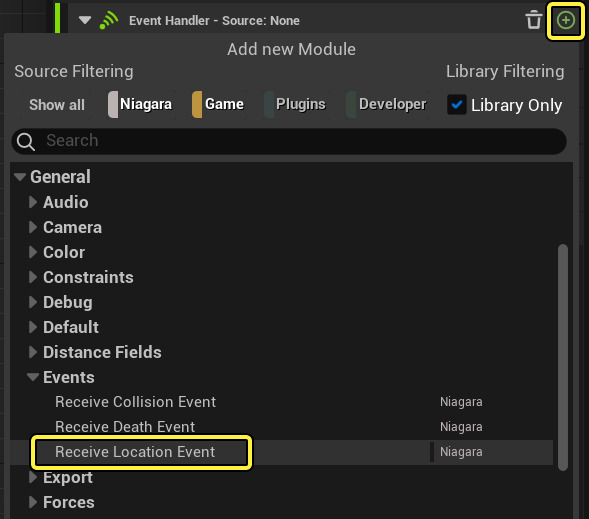 Event Handler - Source: None
Add new Module
Source Filtering Library Filtering
Show all Niagara Game Plugins Developer Library Only
Search
General
Audio
Camera
Color
Constraints
Debug
Default
Distance Fields
Events
Receive Collision Event Niagara
Receive Death Event Niagara
Receive Location Event Niagara
Export
Forces